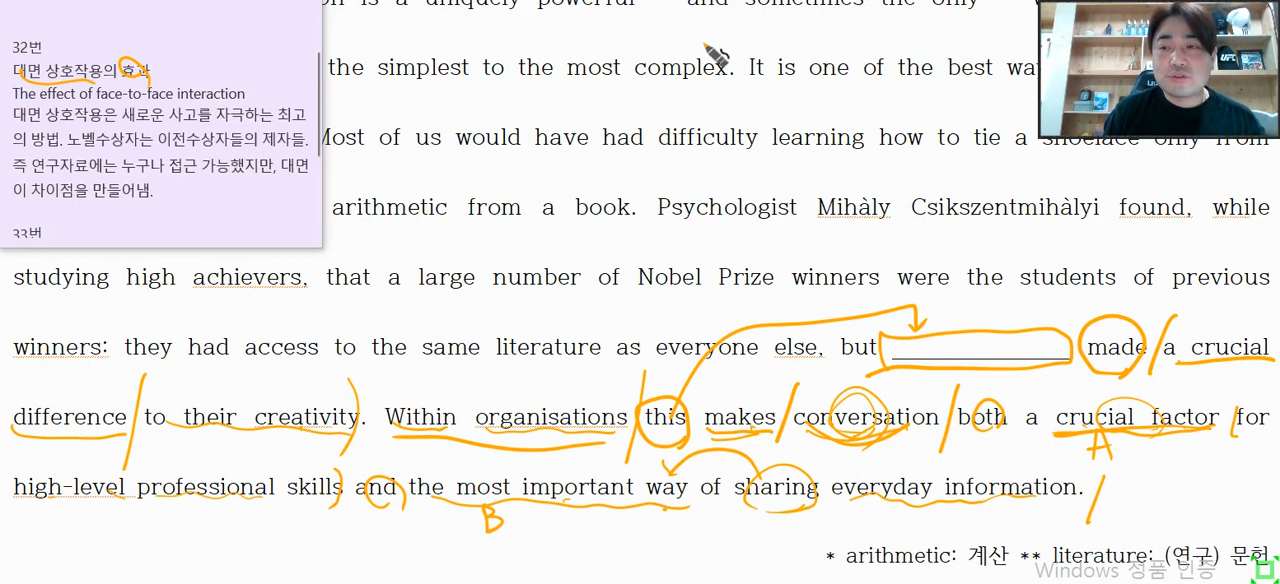 32번
대면 상호작용의 효과
The effect of face-to-face interaction
대면 상호작용은 새로운 사고를 자극하는 최고
의 방법. 노벨수상자는 이전수상자들의 제자들.
즉 연구자료에는 누구나 접근 가능했지만, 대면
이 차이점을 만들어냄.
33번
is a uniquely powerful and sometimes the only
the simplest to the most complex. It is one of the best
Most of us would have had difficulty learning how to tie a shoelace only from
arithmetic from a book. Psychologist Mihàly Csikszentmihàlyi found, while
studying high achievers, that a large number of Nobel Prize winners were the students of previous
winners: they had access to the same literature as everyone else, but ____________ made a crucial
difference to their creativity. Within organisations this makes conversation both a crucial factor for
A
high-level professional skills and the most important way of sharing everyday information.
B
* arithmetic: 계산 ** literature: (연구) 문헌
Windows 정품 인증
UFC